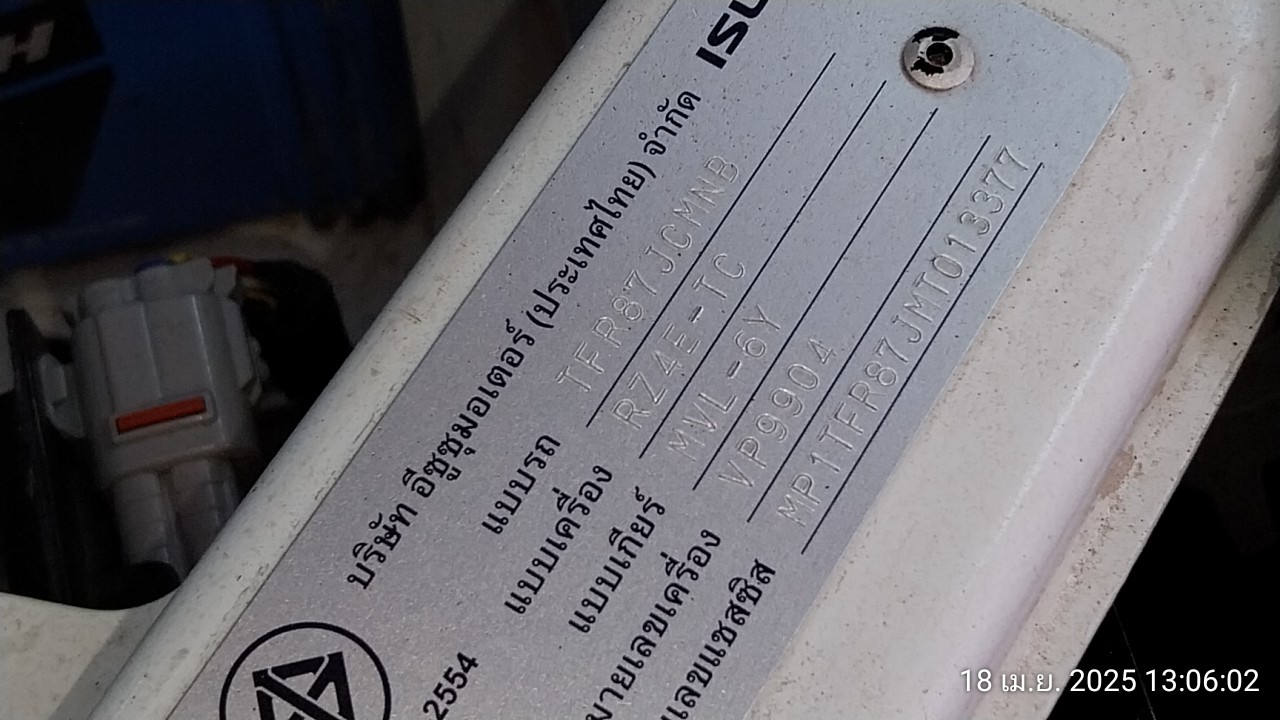 ISU
บริษัท อีซูซุมอเตอร์ (ประเทศไทย) จำกัด
แบบรถ TFR87JCMNB
แบบเครื่อง RZ4E-TC
แบบเกียร์ MVL-6Y
มายเลขเครื่อง VP9904
ลขแชสซิส MP1TFR87JMT013377
2554
H
18 เม.ย. 2025 13:06:02